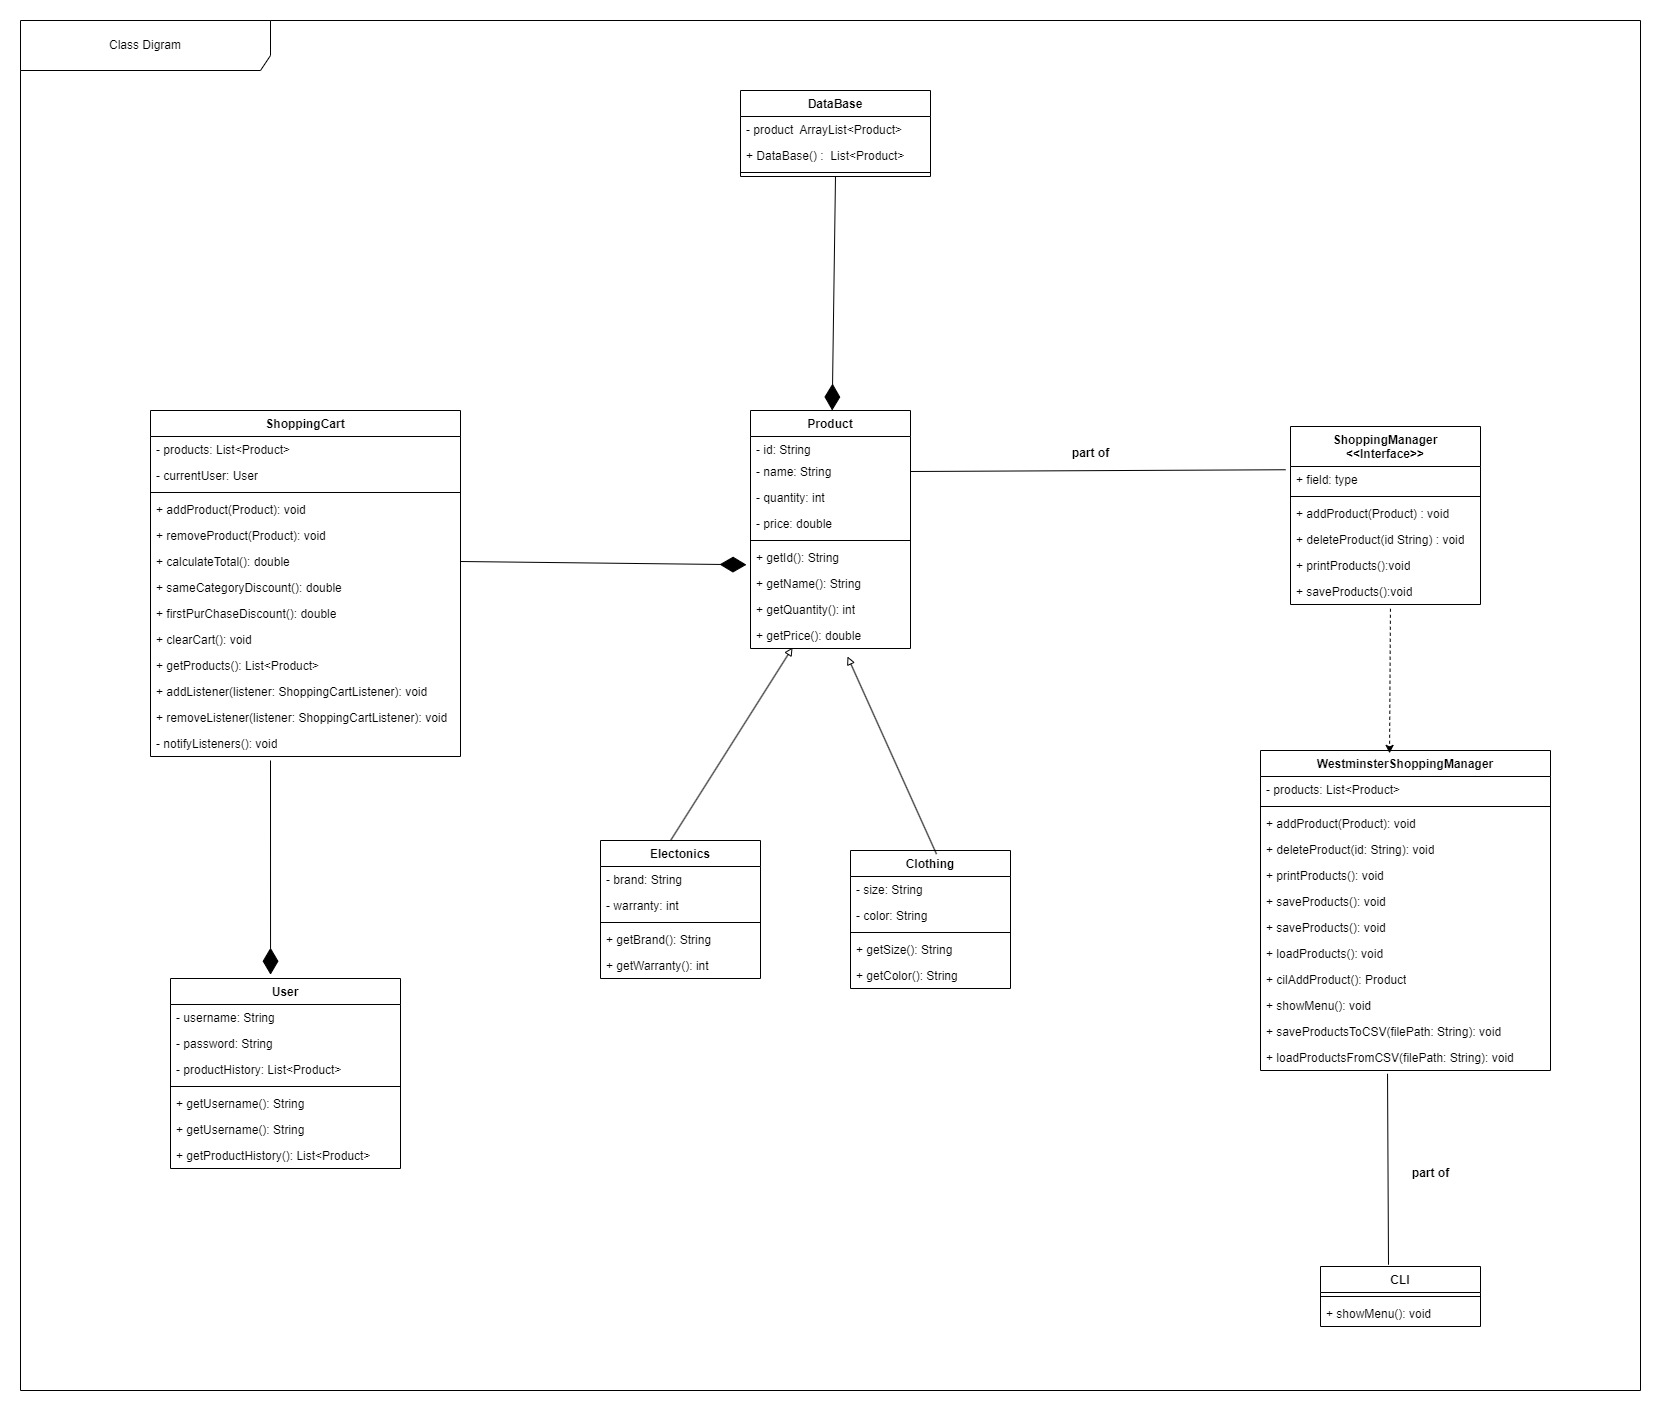 Class Digram
DataBase
- product  ArrayList<Product>
+ DataBase() :  List<Product>
ShoppingCart
- products: List<Product>
- currentUser: User
+ addProduct(Product): void
+ removeProduct(Product): void
+ calculateTotal(): double
+ sameCategoryDiscount(): double
+ firstPurChaseDiscount(): double
+ clearCart(): void
+ getProducts(): List<Product>
+ addListener(listener: ShoppingCartListener): void
+ removeListener(listener: ShoppingCartListener): void
- notifyListeners(): void
Product
- id: String
- name: String
- quantity: int
- price: double
+ getId(): String
+ getName(): String
+ getQuantity(): int
+ getPrice(): double
part of
ShoppingManager
<<Interface>>
+ field: type
+ addProduct(Product) : void
+ deleteProduct(id String) : void
+ printProducts():void
+ saveProducts():void
WestminsterShoppingManager
- products: List<Product>
+ addProduct(Product): void
+ deleteProduct(id: String): void
+ printProducts(): void
+ saveProducts(): void
+ saveProducts(): void
+ loadProducts(): void
+ cilAddProduct(): Product
+ showMenu(): void
+ saveProductsToCSV(filePath: String): void
+ loadProductsFromCSV(filePath: String): void
Electonics
- brand: String
- warranty: int
+ getBrand(): String
+ getWarranty(): int
Clothing
- size: String
- color: String
+ getSize(): String
+ getColor(): String
User
- username: String
- password: String
- productHistory: List<Product>
+ getUsername(): String
+ getUsername(): String
+ getProductHistory(): List<Product>
part of
CLI
+ showMenu(): void